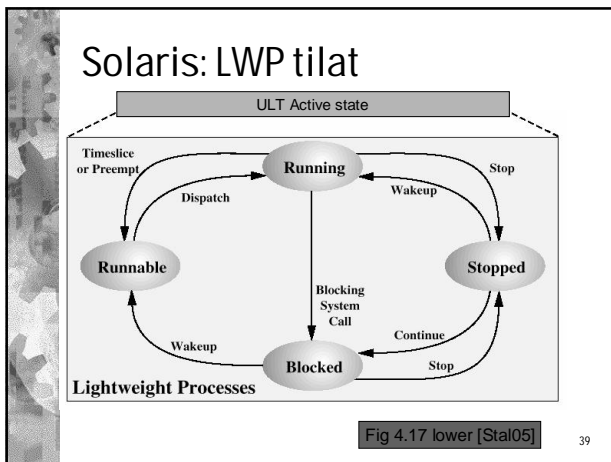 Solaris: LWP tilat
ULT Active state
Timeslice
or Preempt
Running
Stop
Dispatch
Wakeup
Runnable
Stopped
Blocking
System
Call
Wakeup
Continue
Blocked
Stop
Lightweight Processes
Fig 4.17 lower [Stal05]
39